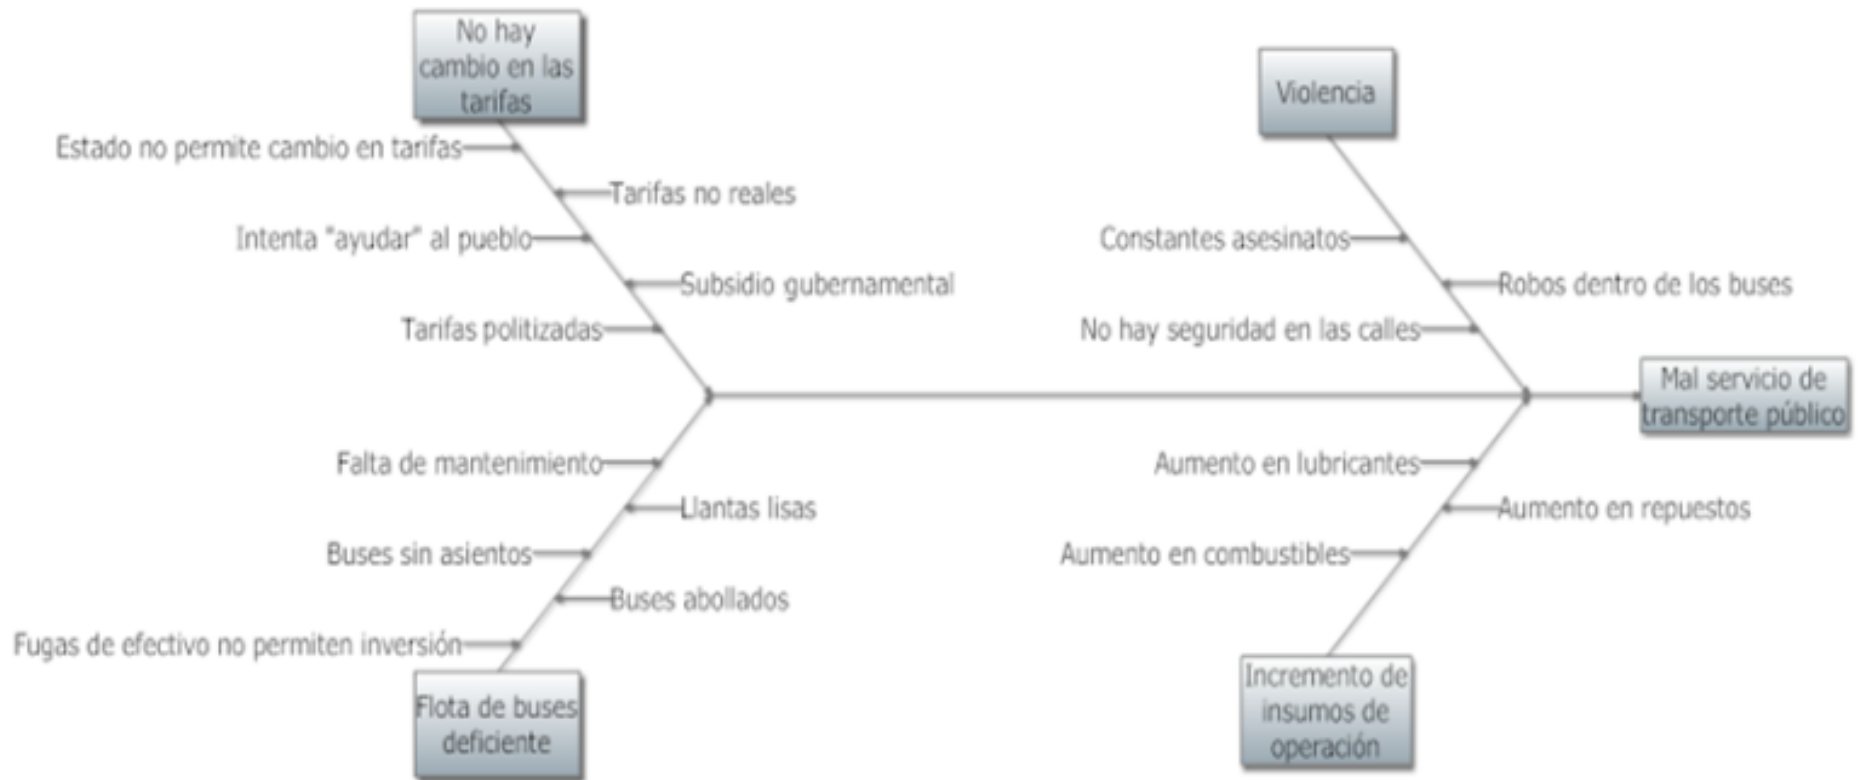 No hay
cambio en las
tarifas
Estado no permite cambio en tarifas
Tarifas no reales
Intenta "ayudar" al pueblo
Subsidio gubernamental
Tarifas politizadas
Violencia
Constantes asesinatos
Robos dentro de los buses
No hay seguridad en las calles
Mal servicio de
transporte público
Falta de mantenimiento
Llantas lisas
Buses sin asientos
Buses abollados
Fugas de efectivo no permiten inversión
Flota de buses
deficiente
Aumento en lubricantes
Aumento en repuestos
Aumento en combustibles
Incremento de
insumos de
operación